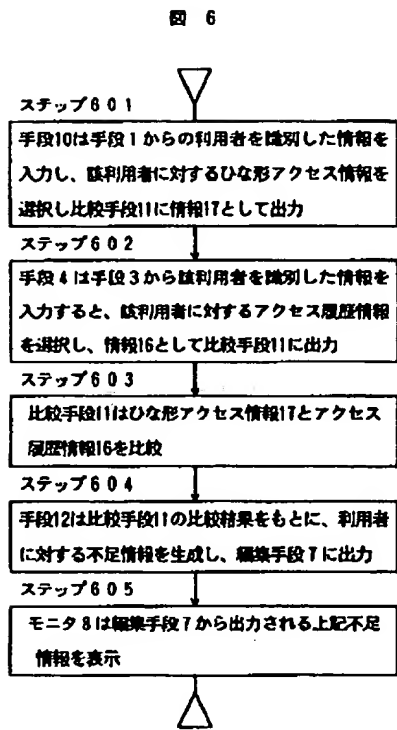 図 6
ステップ601
手段10は手段1からの利用者を識別した情報を
入力し、該利用者に対するひな形アクセス情報を
選択し比較手段11に情報17として出力
ステップ602
手段4は手段3から該利用者を識別した情報を
入力すると、該利用者に対するアクセス履歴情報
を選択し、情報16として比較手段11に出力
ステップ603
比較手段11はひな形アクセス情報17とアクセス
履歴情報16を比較
ステップ604
手段12は比較手段11の比較結果をもとに、利用者
に対する不足情報を生成し、編集手段7に出力
ステップ605
モニタ8は編集手段7から出力される上記不足
情報を表示